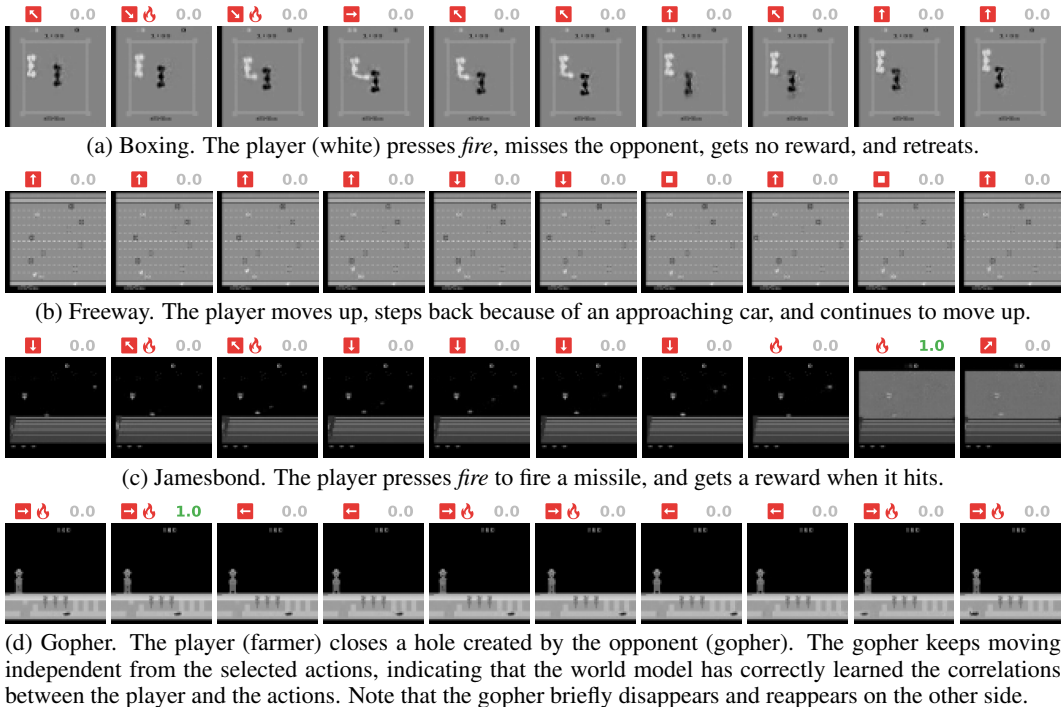 0.0 0.0 0.0 0.0 0.0 0.0 0.0 0.0 0.0 0.0
(a) Boxing. The player (white) presses fire, misses the opponent, gets no reward, and retreats.
0.0 0.0 0.0 0.0 0.0 0.0 0.0 0.0 0.0 0.0
(b) Freeway. The player moves up, steps back because of an approaching car, and continues to move up.
0.0 0.0 0.0 0.0 0.0 0.0 0.0 0.0 1.0 0.0
(c) Jamesbond. The player presses fire to fire a missile, and gets a reward when it hits.
0.0 1.0 0.0 0.0 0.0 0.0 0.0 0.0 0.0 0.0
(d) Gopher. The player (farmer) closes a hole created by the opponent (gopher). The gopher keeps moving
independent from the selected actions, indicating that the world model has correctly learned the correlations
between the player and the actions. Note that the gopher briefly disappears and reappears on the other side.